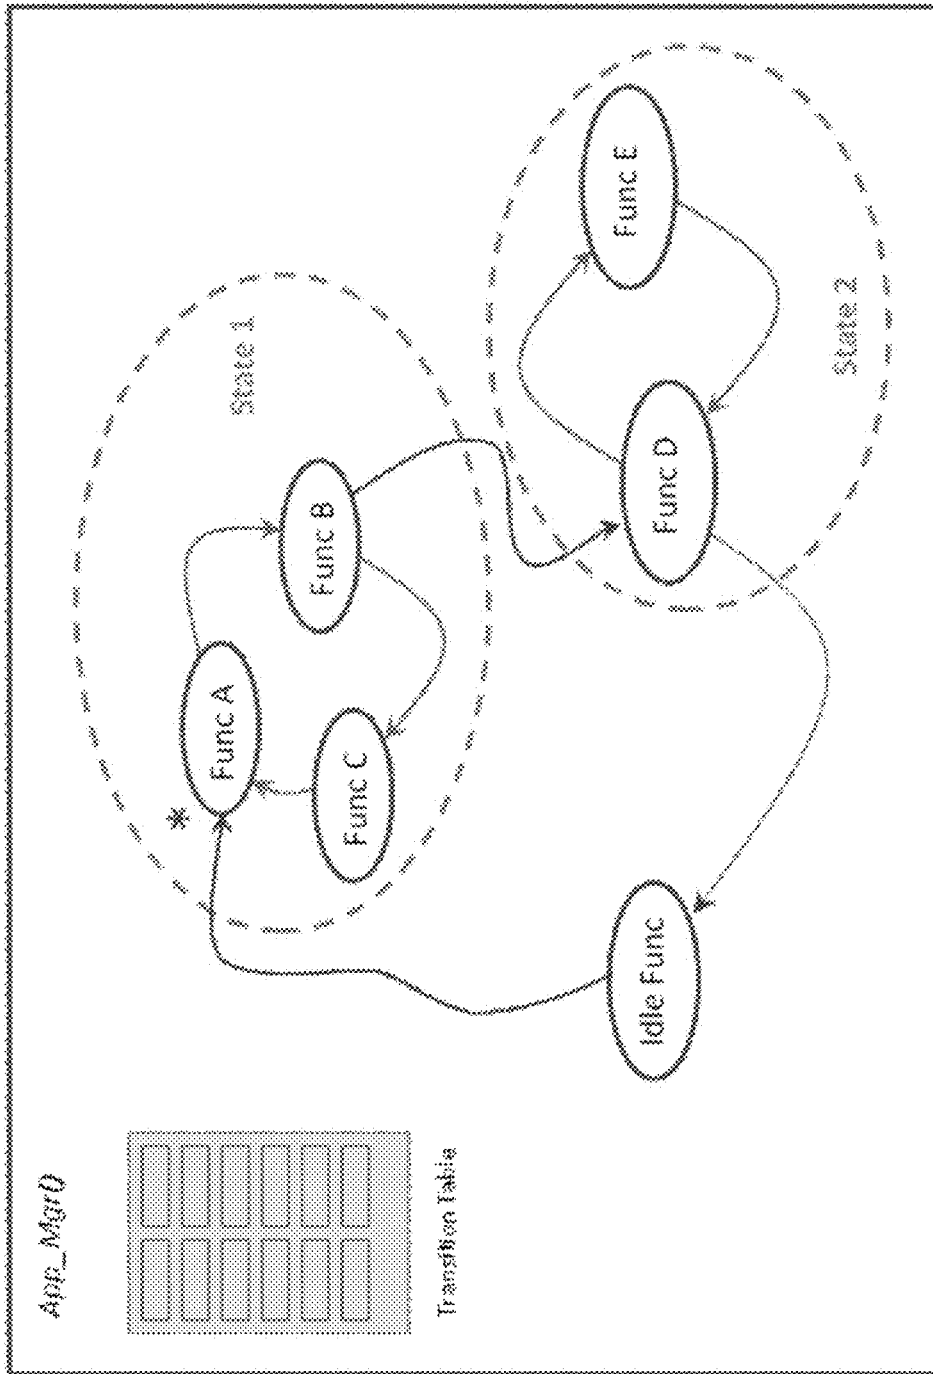 App_Mgr()
Transition Table
Idle Func
*
Func A
Func B
Func C
State 1
Func D
Func E
State 2